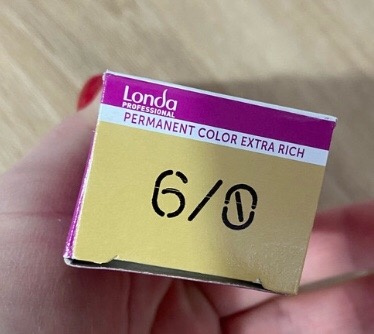 Londa
PROFESSIONAL
PERMANENT COLOR EXTRA RICH
6/0